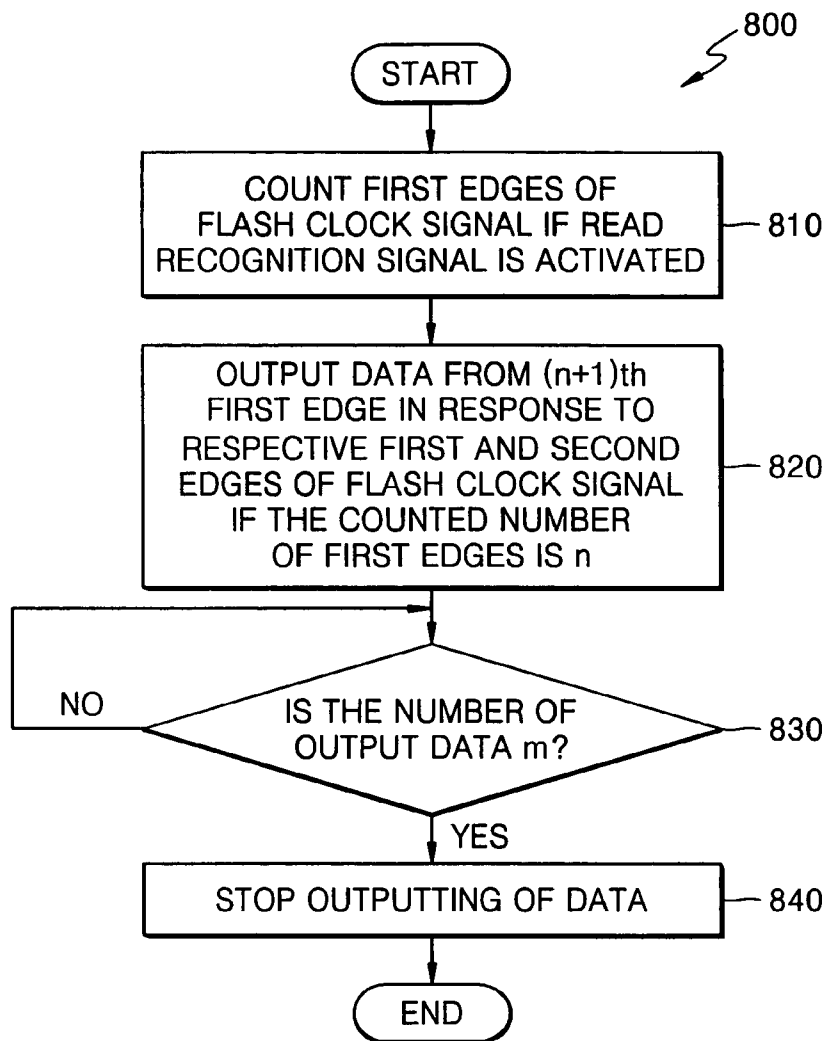 800
START
COUNT FIRST EDGES OF
FLASH CLOCK SIGNAL IF READ
RECOGNITION SIGNAL IS ACTIVATED
810
OUTPUT DATA FROM (n+1)th
FIRST EDGE IN RESPONSE TO
RESPECTIVE FIRST AND SECOND
EDGES OF FLASH CLOCK SIGNAL
IF THE COUNTED NUMBER
OF FIRST EDGES IS n
820
NO
IS THE NUMBER OF
OUTPUT DATA m?
830
YES
STOP OUTPUTTING OF DATA
840
END